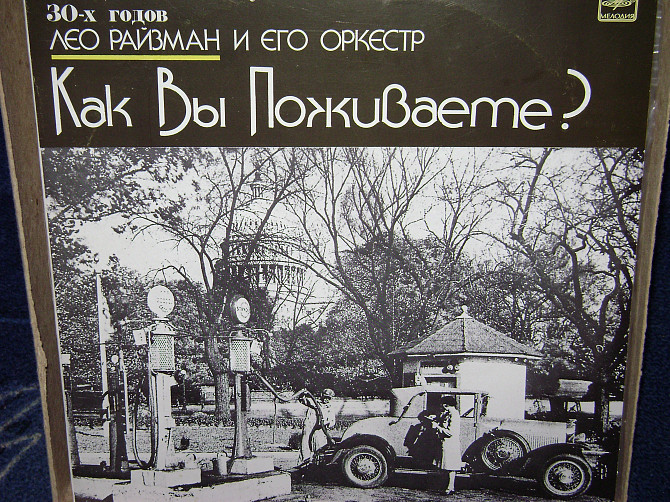 30-х годов
МЕЛОДИЯ
Лео Райзман и его оркестр
Как Вы Поживаете?